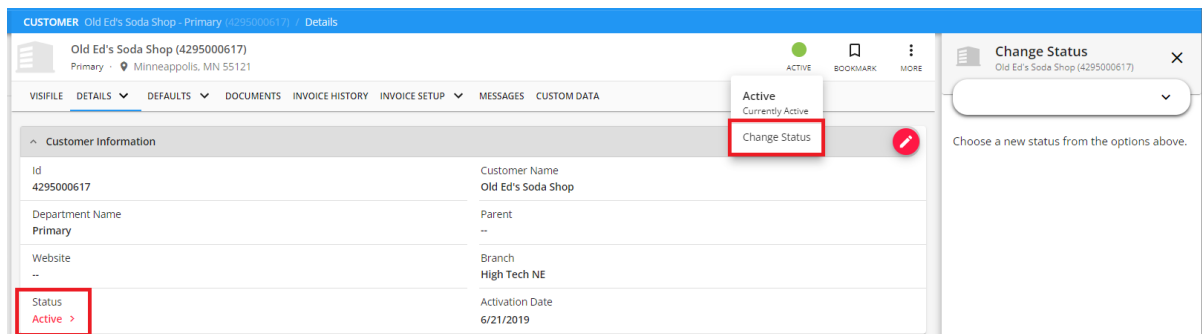 CUSTOMER Old Ed's Soda Shop - Primary (4295000617) / Details
Old Ed's Soda Shop (4295000617)
Primary · Minneapolis, MN 55121
ACTIVE
BOOKMARK
MORE
VISIFILE DETAILS DEFAULTS DOCUMENTS INVOICE HISTORY INVOICE SETUP MESSAGES CUSTOM DATA
Active
Currently Active
Change Status
Customer Information
Id
4295000617
Customer Name
Old Ed's Soda Shop
Department Name
Primary
Parent
--
Website
--
Branch
High Tech NE
Status
Active >
Activation Date
6/21/2019
Change Status
Old Ed's Soda Shop (4295000617)
Choose a new status from the options above.